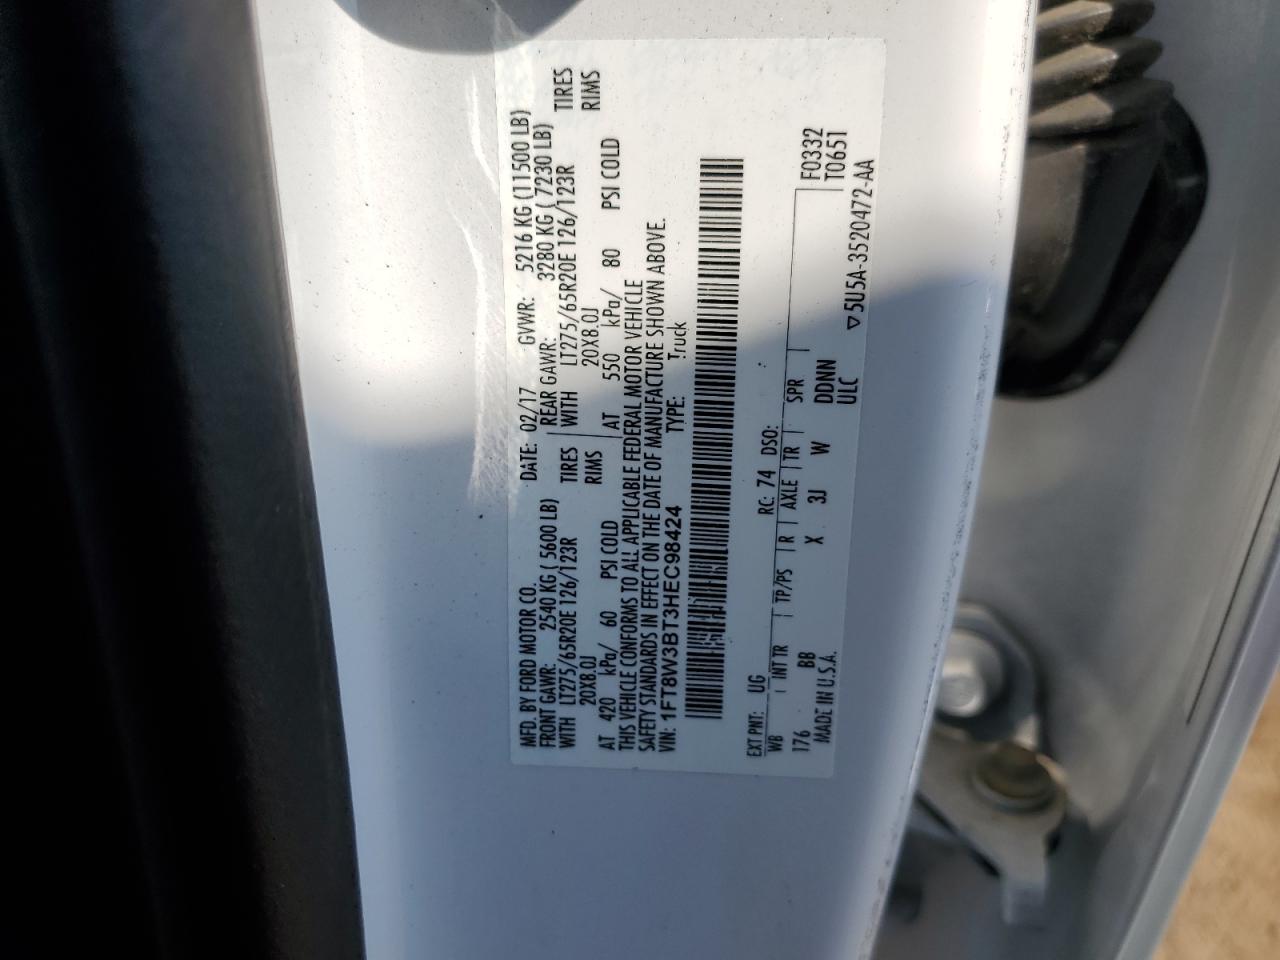 MFD. BY FORD MOTOR CO. DATE: 02/17 GVWR: 5216 KG (11500 LB)
FRONT GAWR: 2540 KG ( 5600 LB) REAR GAWR: 3280 KG ( 7230 LB)
WITH LT275/65R20E 126/123R TIRES WITH LT275/65R20E 126/123R TIRES
20X8.0J RIMS 20X8.0J RIMS
AT 420 kPa/ 60 PSI COLD AT 550 kPa/ 80 PSI COLD
THIS VEHICLE CONFORMS TO ALL APPLICABLE FEDERAL MOTOR VEHICLE
SAFETY STANDARDS IN EFFECT ON THE DATE OF MANUFACTURE SHOWN ABOVE.
VIN: 1FT8W3BT3HEC98424 TYPE: Truck
EXT PNT: UG RC: 74 DSO:
WB INT TR TP/PS R AXLE TR SPR F0332
176 BB X 3J W DDNN T0651
MADE IN U.S.A. ULC ▽5U5A-3520472-AA